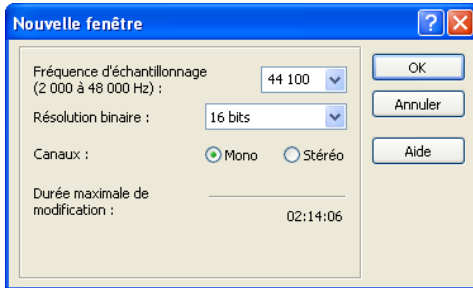 Nouvelle fenêtre
Fréquence d'échantillonnage
(2 000 à 48 000 Hz) :
44 100
OK
Résolution binaire :
16 bits
Annuler
Canaux :
Mono
Stéréo
Aide
Durée maximale de
modification :
02:14:06